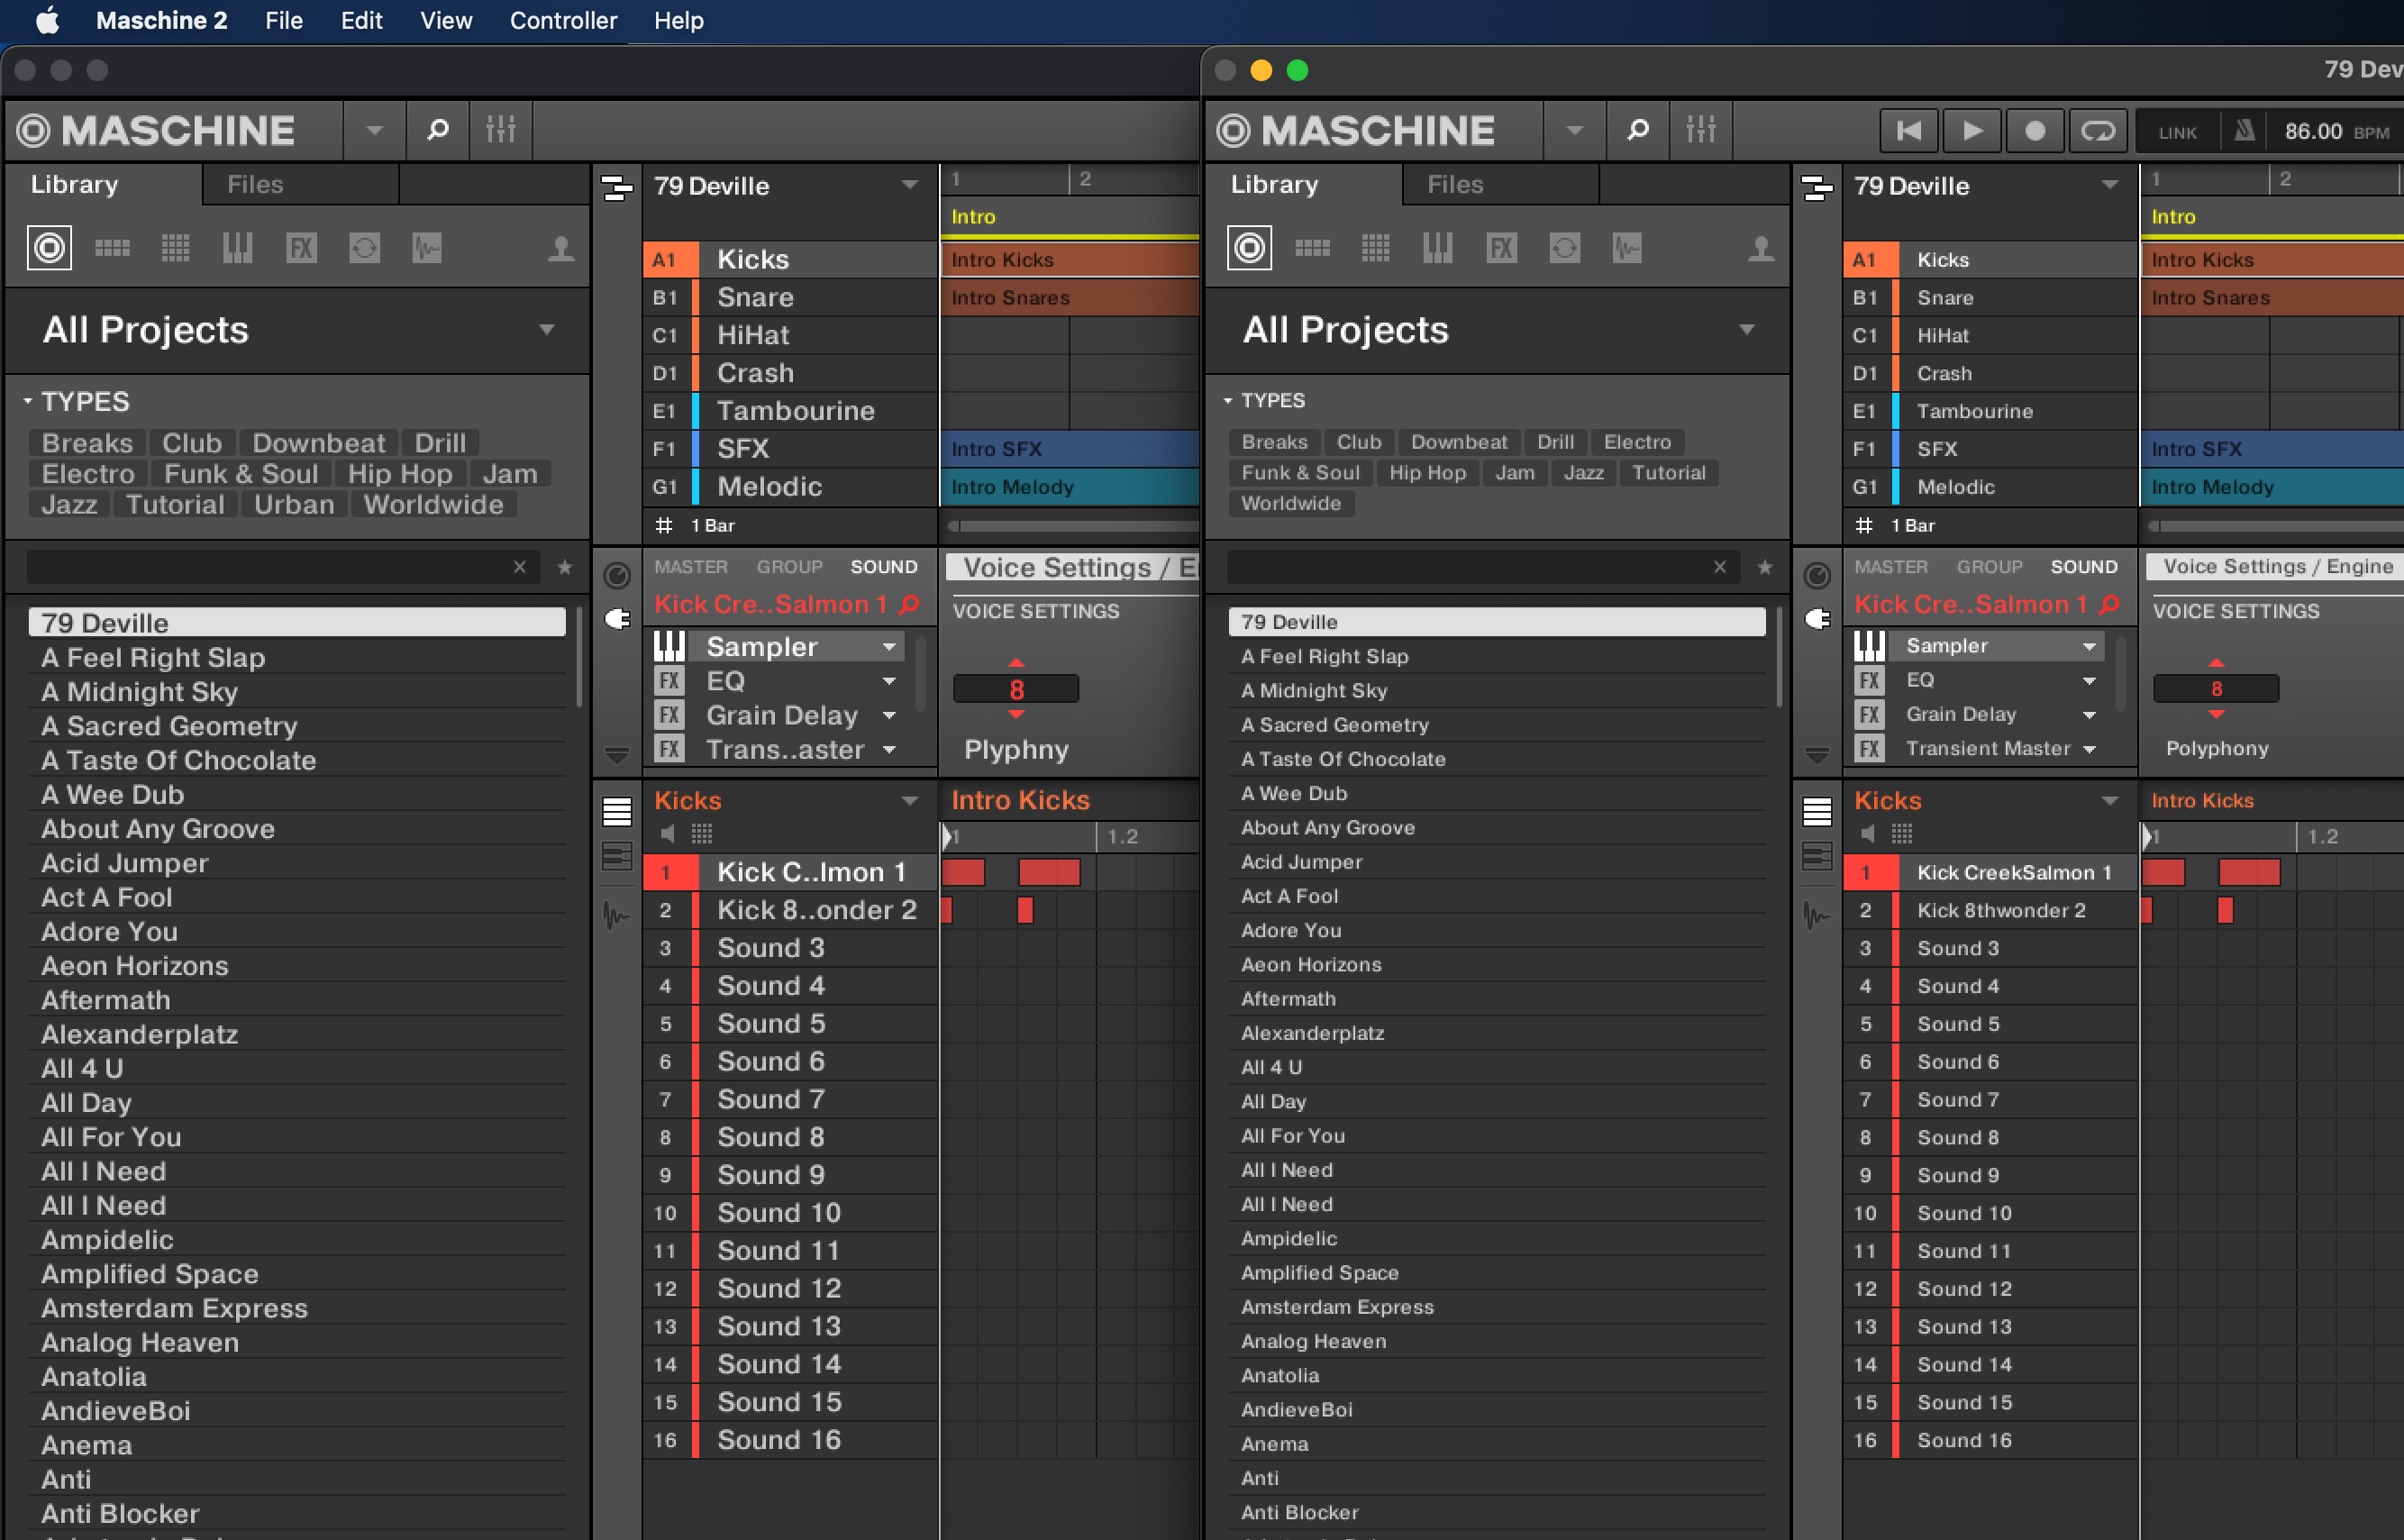 Maschine 2 File Edit View Controller Help
MASCHINE
Library Files
All Projects
TYPES
Breaks Club Downbeat Drill
Electro Funk & Soul Hip Hop Jam
Jazz Tutorial Urban Worldwide
79 Deville
A Feel Right Slap
A Midnight Sky
A Sacred Geometry
A Taste Of Chocolate
A Wee Dub
About Any Groove
Acid Jumper
Act A Fool
Adore You
Aeon Horizons
Aftermath
Alexanderplatz
All 4 U
All Day
All For You
All I Need
All I Need
Ampidelic
Amplified Space
Amsterdam Express
Analog Heaven
Anatolia
AndieveBoi
Anema
Anti
Anti Blocker
79 Deville 1 2
Intro
A1 Kicks Intro Kicks
B1 Snare Intro Snares
C1 HiHat
D1 Crash
E1 Tambourine
F1 SFX Intro SFX
G1 Melodic Intro Melody
1 Bar
MASTER GROUP SOUND Voice Settings / E
Kick Cre..Salmon 1 VOICE SETTINGS
Sampler
FX EQ 8
FX Grain Delay
FX Trans..aster Plyphny
Kicks Intro Kicks
1 1.2
1 Kick C..lmon 1
2 Kick 8..onder 2
3 Sound 3
4 Sound 4
5 Sound 5
6 Sound 6
7 Sound 7
8 Sound 8
9 Sound 9
10 Sound 10
11 Sound 11
12 Sound 12
13 Sound 13
14 Sound 14
15 Sound 15
16 Sound 16
79 Dev
MASCHINE LINK 86.00 BPM
Library Files
FX
All Projects
TYPES
Breaks Club Downbeat Drill Electro
Funk & Soul Hip Hop Jam Jazz Tutorial
Worldwide
79 Deville
A Feel Right Slap
A Midnight Sky
A Sacred Geometry
A Taste Of Chocolate
A Wee Dub
About Any Groove
Acid Jumper
Act A Fool
Adore You
Aeon Horizons
Aftermath
Alexanderplatz
All 4 U
All Day
All For You
All I Need
All I Need
Ampidelic
Amplified Space
Amsterdam Express
Analog Heaven
Anatolia
AndieveBoi
Anema
Anti
Anti Blocker
79 Deville 1 2
Intro
A1 Kicks Intro Kicks
B1 Snare Intro Snares
C1 HiHat
D1 Crash
E1 Tambourine
F1 SFX Intro SFX
G1 Melodic Intro Melody
1 Bar
MASTER GROUP SOUND Voice Settings / Engine
Kick Cre..Salmon 1 VOICE SETTINGS
Sampler
FX EQ 8
FX Grain Delay
FX Transient Master Polyphony
Kicks Intro Kicks
1 1.2
1 Kick CreekSalmon 1
2 Kick 8thwonder 2
3 Sound 3
4 Sound 4
5 Sound 5
6 Sound 6
7 Sound 7
8 Sound 8
9 Sound 9
10 Sound 10
11 Sound 11
12 Sound 12
13 Sound 13
14 Sound 14
15 Sound 15
16 Sound 16